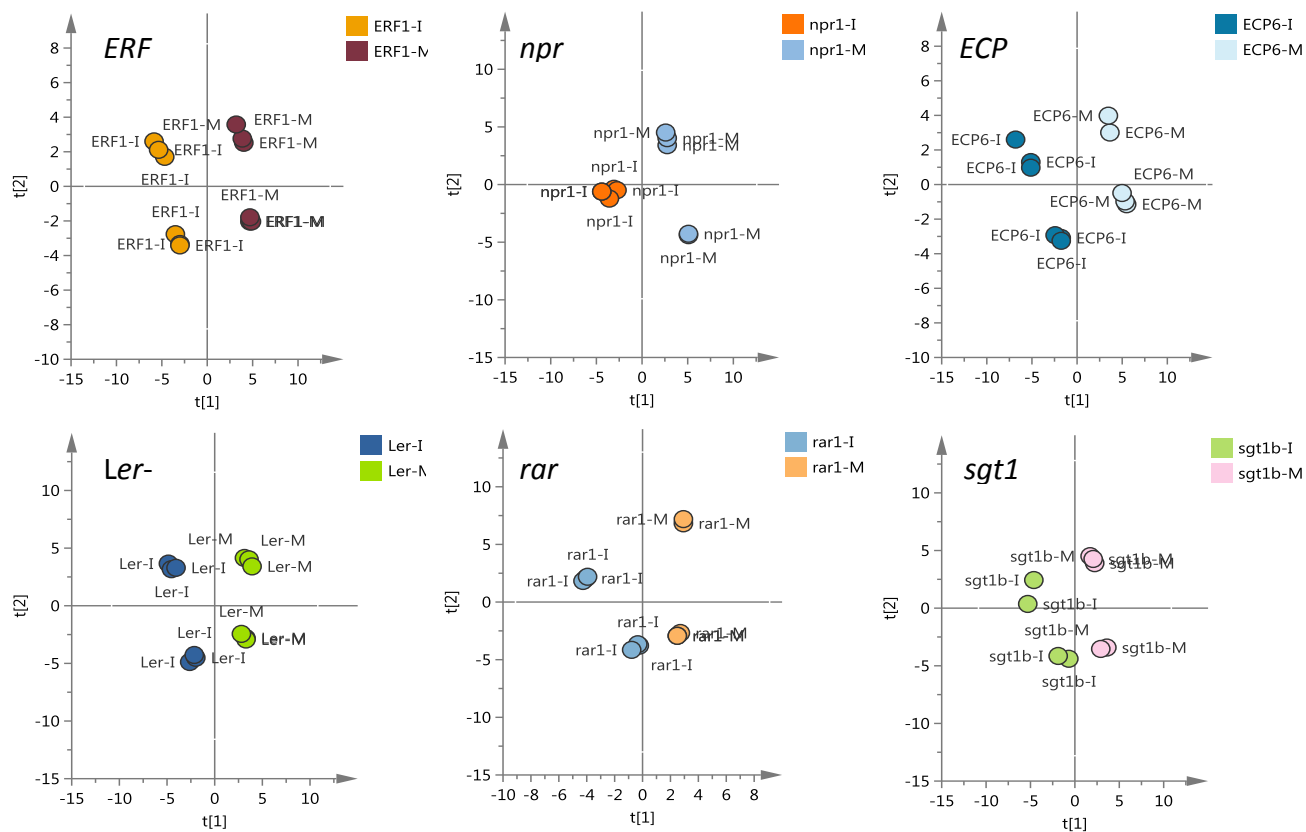 ERF
ERF1-I
ERF1-M
8
6
4
2
0
-2
-4
-6
-8
-10
t[2]
ERF1-I
ERF1-M
ERF1-M
ERF1-I
ERF1-M
ERF1-I
ERF1-I
ERF1-M
ERF1-I
ERF1-I
ERF1-M
-15
-10
-5
0
5
10
t[1]
npr
npr1-I
npr1-M
10
5
0
-5
-10
-15
t[2]
npr1-M
npr1-M
npr1-M
npr1-I
npr1-I
npr1-I
npr1-I
npr1-M
npr1-M
-15
-10
-5
0
5
10
t[1]
ECP
ECP6-I
ECP6-M
8
6
4
2
0
-2
-4
-6
-8
-10
t[2]
ECP6-M
ECP6-I
ECP6-M
ECP6-I
ECP6-I
ECP6-M
ECP6-M
ECP6-M
ECP6-I
ECP6-I
ECP6-I
-15
-10
-5
0
5
10
t[1]
Ler-
Ler-I
Ler-M
10
5
0
-5
-10
-15
t[2]
Ler-M
Ler-M
Ler-I
Ler-I
Ler-M
Ler-I
Ler-M
Ler-I
Ler-M
Ler-I
Ler-I
-15
-10
-5
0
5
10
t[1]
rar
rar1-I
rar1-M
10
5
0
-5
-10
-15
t[2]
rar1-M
rar1-M
rar1-I
rar1-I
rar1-I
rar1-I
rar1-M
rar1-M
rar1-I
rar1-I
-10
-8
-6
-4
-2
0
2
4
6
8
t[1]
sgt1
sgt1b-I
sgt1b-M
10
5
0
-5
-10
-15
t[2]
sgt1b-M
sgt1b-M
sgt1b-M
sgt1b-I
sgt1b-I
sgt1b-M
sgt1b-I
sgt1b-M
sgt1b-I
-15
-10
-5
0
5
10
t[1]